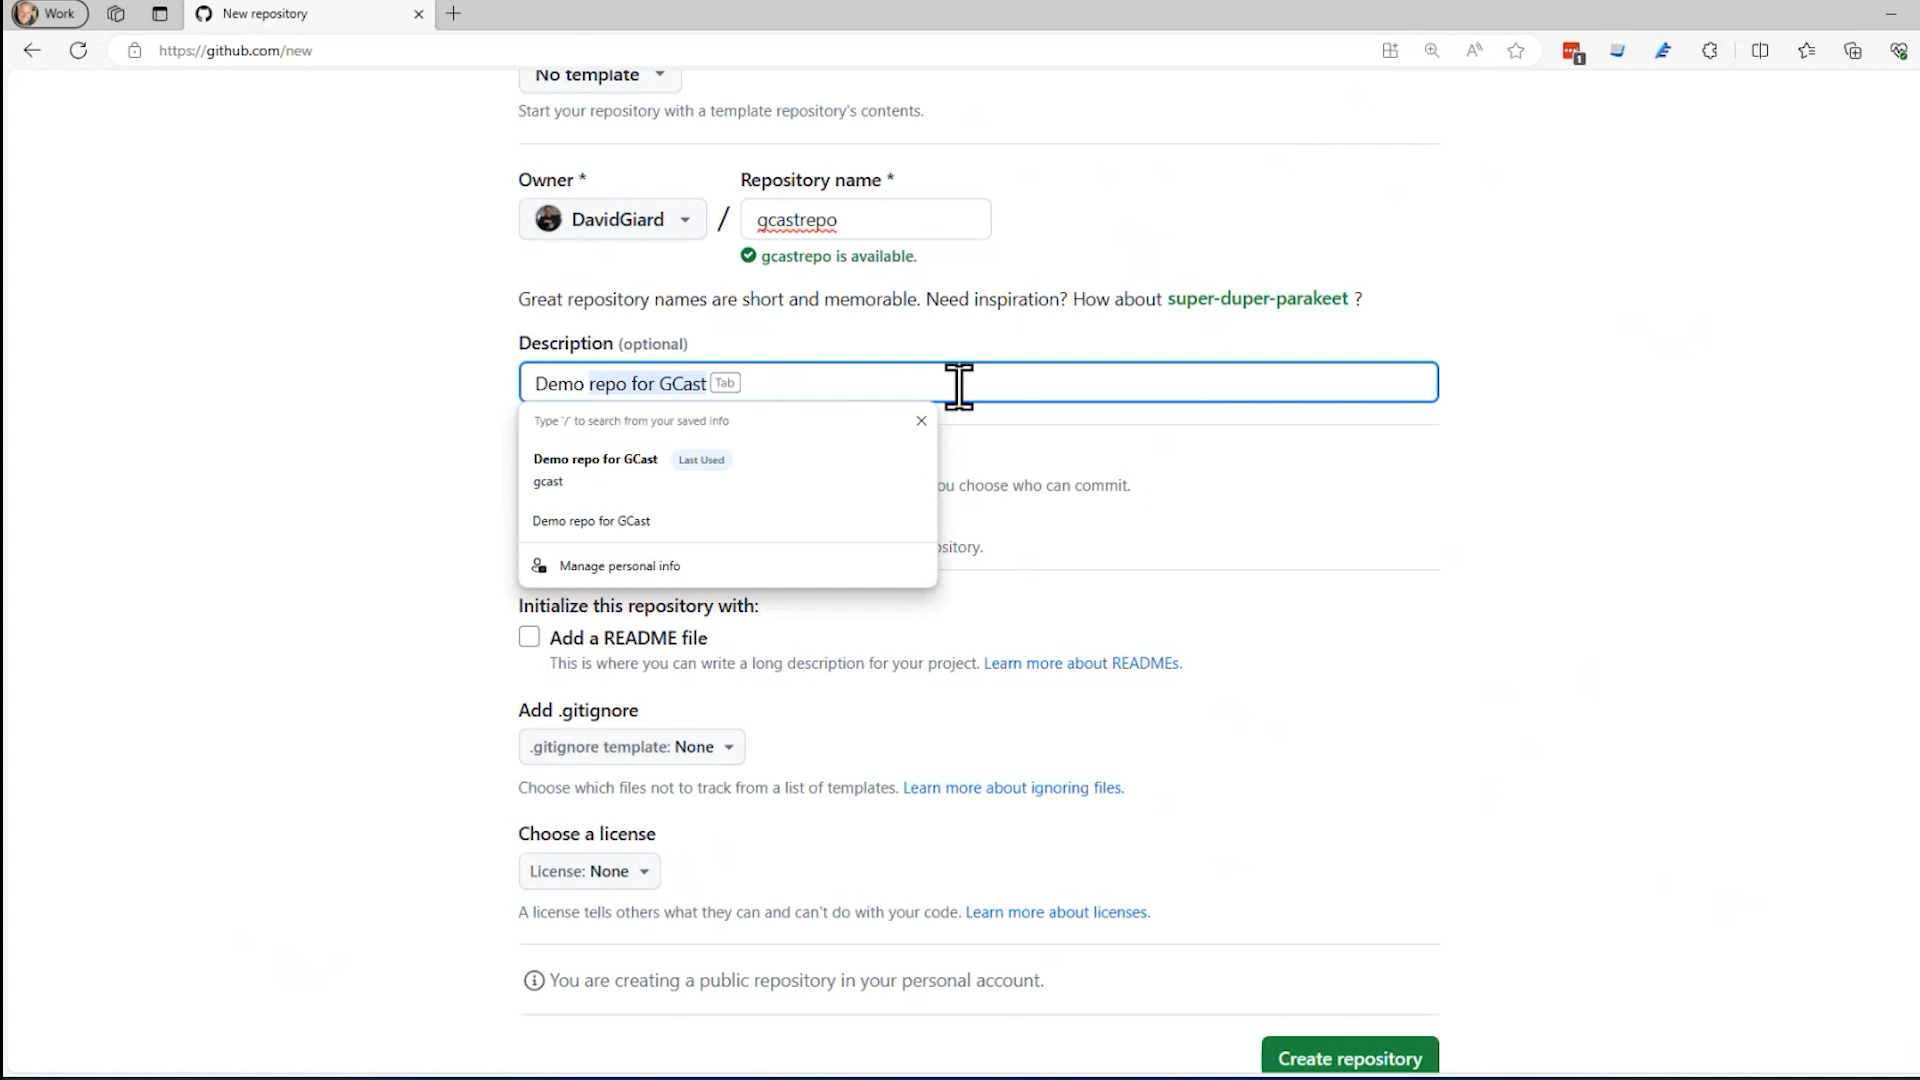 Work
New repository
https://github.com/new
1
No template
Start your repository with a template repository's contents.
Owner *
Repository name *
DavidGiard
/
gcastrepo
gcastrepo is available.
Great repository names are short and memorable. Need inspiration? How about super-duper-parakeet ?
Description (optional)
Demo repo for GCast Tab
Type '/' to search from your saved info
Demo repo for GCast Last Used
gcast
ou choose who can commit.
Demo repo for GCast
ository.
Manage personal info
Initialize this repository with:
Add a README file
This is where you can write a long description for your project. Learn more about READMEs.
Add .gitignore
.gitignore template: None
Choose which files not to track from a list of templates. Learn more about ignoring files.
Choose a license
License: None
A license tells others what they can and can't do with your code. Learn more about licenses.
You are creating a public repository in your personal account.
Create repository